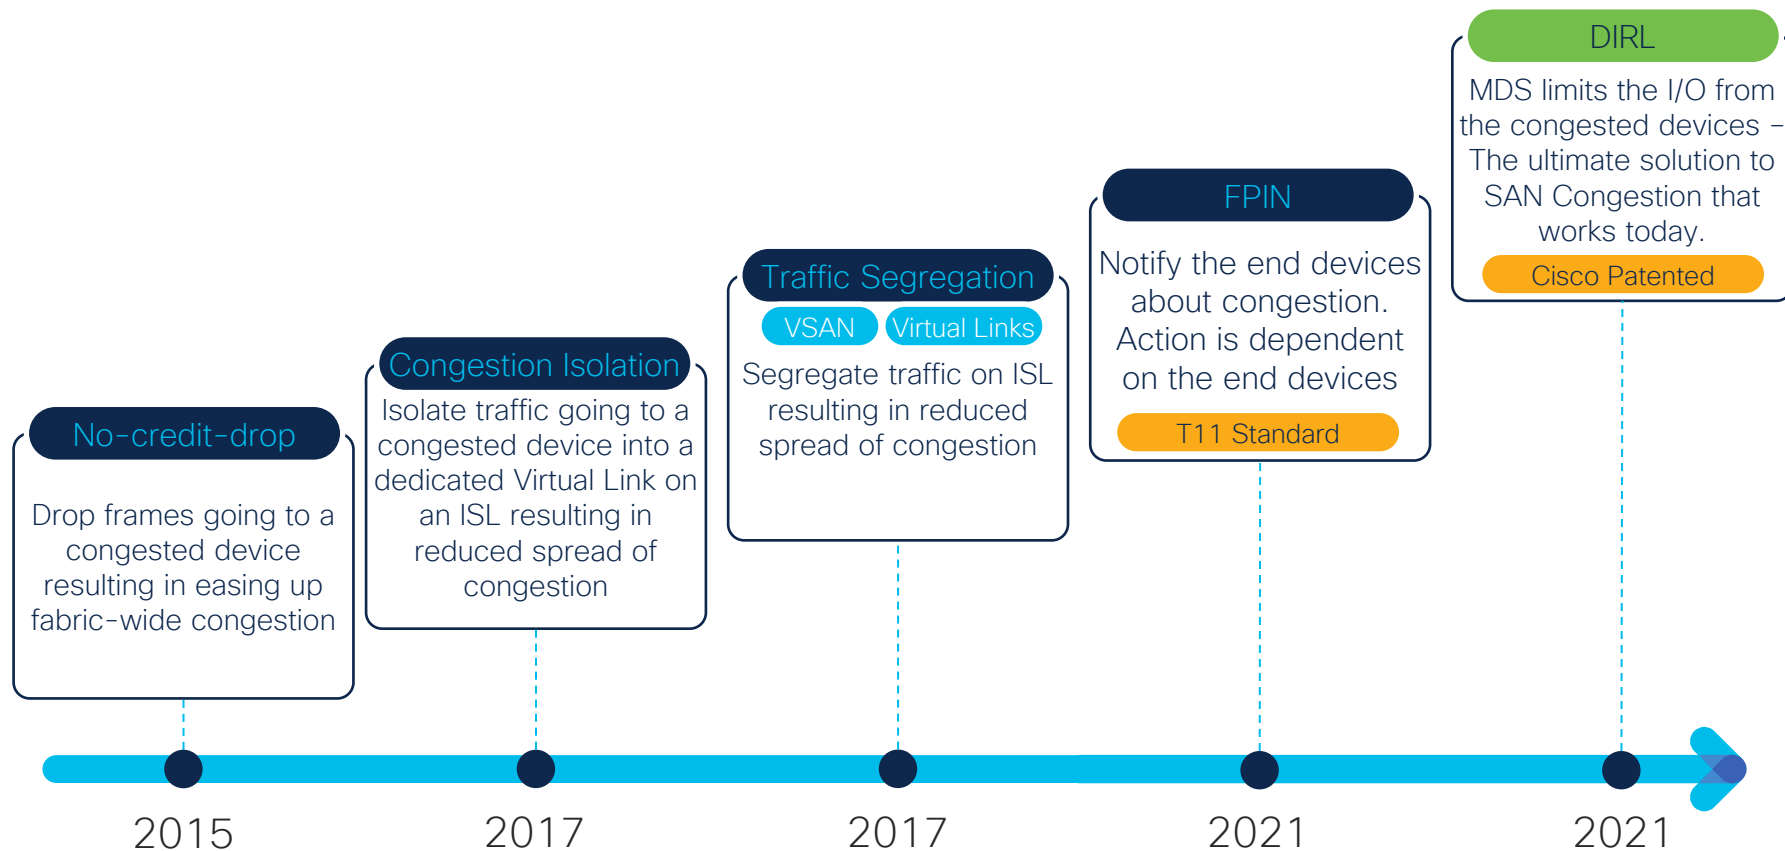 No-credit-drop
Drop frames going to a
congested device
resulting in easing up
fabric-wide congestion
Congestion Isolation
Isolate traffic going to a
congested device into a
dedicated Virtual Link on
an ISL resulting in
reduced spread of
congestion
Traffic Segregation
VSAN
Virtual Links
Segregate traffic on ISL
resulting in reduced
spread of congestion
FPIN
Notify the end devices
about congestion.
Action is dependent
on the end devices
T11 Standard
DIRL
MDS limits the I/O from
the congested devices –
The ultimate solution to
SAN Congestion that
works today.
Cisco Patented
2015
2017
2017
2021
2021